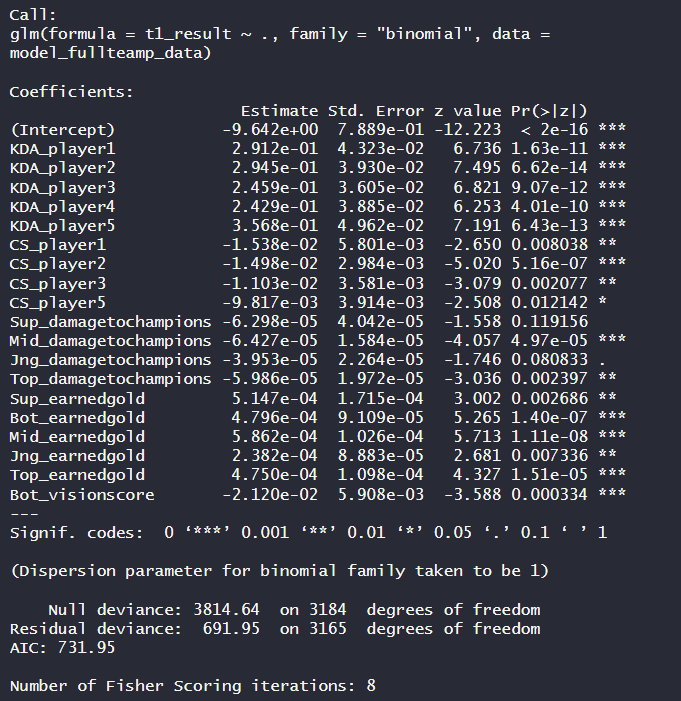 Call:
glm(formula = t1_result ~ ., family = "binomial", data =
model_fullteamp_data)

Coefficients:
                      Estimate Std. Error z value Pr(>|z|)
(Intercept)         -9.642e+00  7.889e-01 -12.223  < 2e-16 ***
KDA_player1          2.912e-01  4.323e-02   6.736 1.63e-11 ***
KDA_player2          2.945e-01  3.930e-02   7.495 6.62e-14 ***
KDA_player3          2.459e-01  3.605e-02   6.821 9.07e-12 ***
KDA_player4          2.429e-01  3.885e-02   6.253 4.01e-10 ***
KDA_player5          3.568e-01  4.962e-02   7.191 6.43e-13 ***
CS_player1          -1.538e-02  5.801e-03  -2.650 0.008038 **
CS_player2          -1.498e-02  2.984e-03  -5.020 5.16e-07 ***
CS_player3          -1.103e-02  3.581e-03  -3.079 0.002077 **
CS_player5          -9.817e-03  3.914e-03  -2.508 0.012142 *
Sup_damagetochampions -6.298e-05  4.042e-05  -1.558 0.119156
Mid_damagetochampions -6.427e-05  1.584e-05  -4.057 4.97e-05 ***
Jng_damagetochampions -3.953e-05  2.264e-05  -1.746 0.080833 .
Top_damagetochampions -5.986e-05  1.972e-05  -3.036 0.002397 **
Sup_earnedgold       5.147e-04  1.715e-04   3.002 0.002686 **
Bot_earnedgold       4.796e-04  9.109e-05   5.265 1.40e-07 ***
Mid_earnedgold       5.862e-04  1.026e-04   5.713 1.11e-08 ***
Jng_earnedgold       2.382e-04  8.883e-05   2.681 0.007336 **
Top_earnedgold       4.750e-04  1.098e-04   4.327 1.51e-05 ***
Bot_visionscore     -2.120e-02  5.908e-03  -3.588 0.000334 ***
---
Signif. codes:  0 ‘***’ 0.001 ‘**’ 0.01 ‘*’ 0.05 ‘.’ 0.1 ‘ ’ 1

(Dispersion parameter for binomial family taken to be 1)

    Null deviance: 3814.64  on 3184  degrees of freedom
Residual deviance:  691.95  on 3165  degrees of freedom
AIC: 731.95

Number of Fisher Scoring iterations: 8